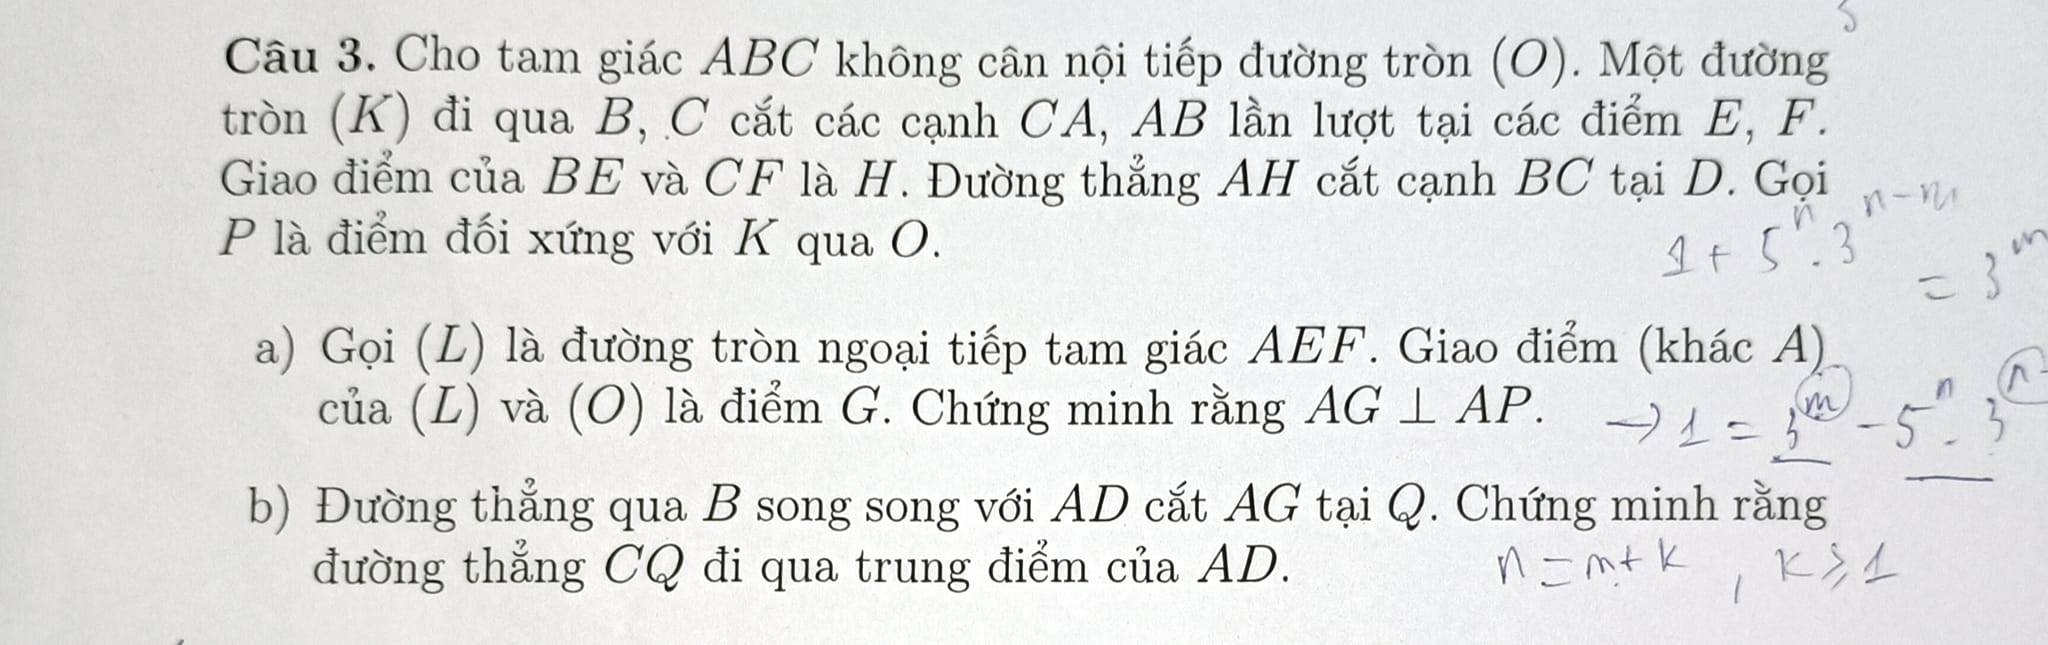 Câu 3. Cho tam giác ABC không cân nội tiếp đường tròn (O). Một đường
tròn (K) đi qua B, C cắt các cạnh CA, AB lần lượt tại các điểm E, F.
Giao điểm của BE và CF là H. Đường thẳng AH cắt cạnh BC tại D. Gọi
P là điểm đối xứng với K qua O.
1 + 5^n . 3^{n-m} = 3^m
a) Gọi (L) là đường tròn ngoại tiếp tam giác AEF. Giao điểm (khác A)
của (L) và (O) là điểm G. Chứng minh rằng AG ⊥ AP.
→ 1 = 3^m - 5^n . 3^n
b) Đường thẳng qua B song song với AD cắt AG tại Q. Chứng minh rằng
đường thẳng CQ đi qua trung điểm của AD.
n = m + k , k ⩾ 1